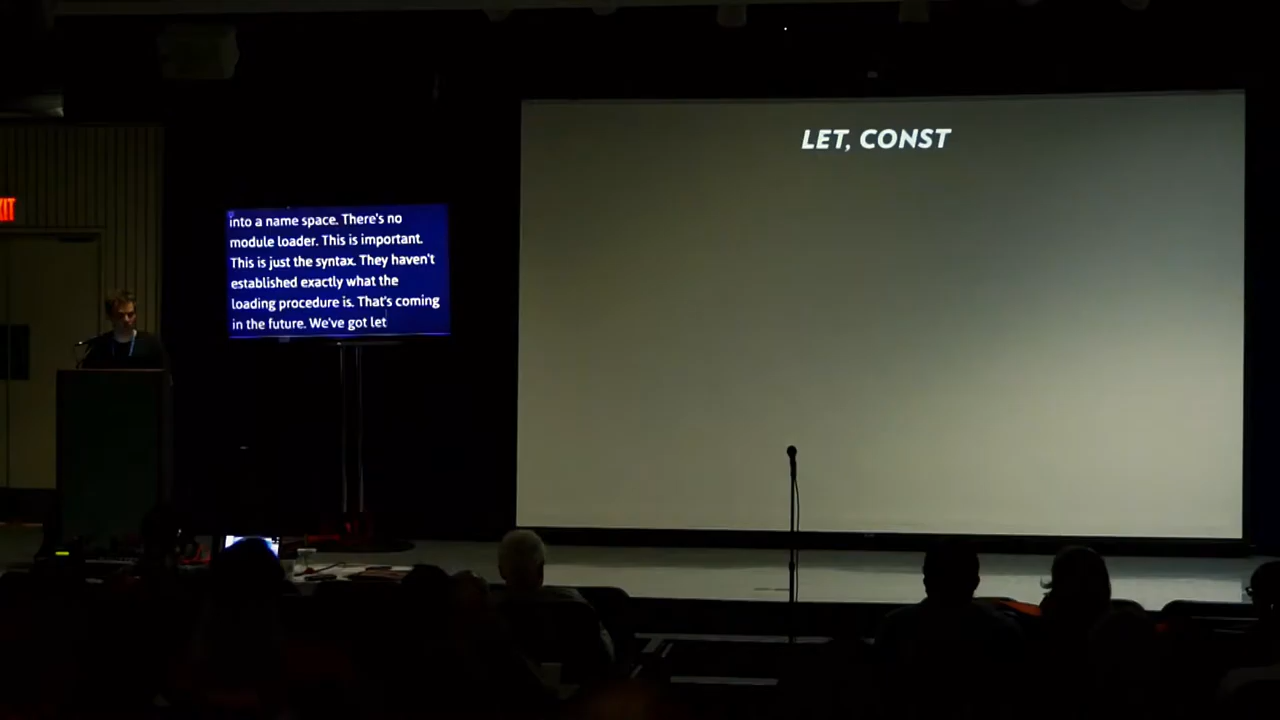 LET, CONST
into a name space. There's no
module loader. This is important.
This is just the syntax. They haven't
established exactly what the
loading procedure is. That's coming
in the future. We've got let
XIT